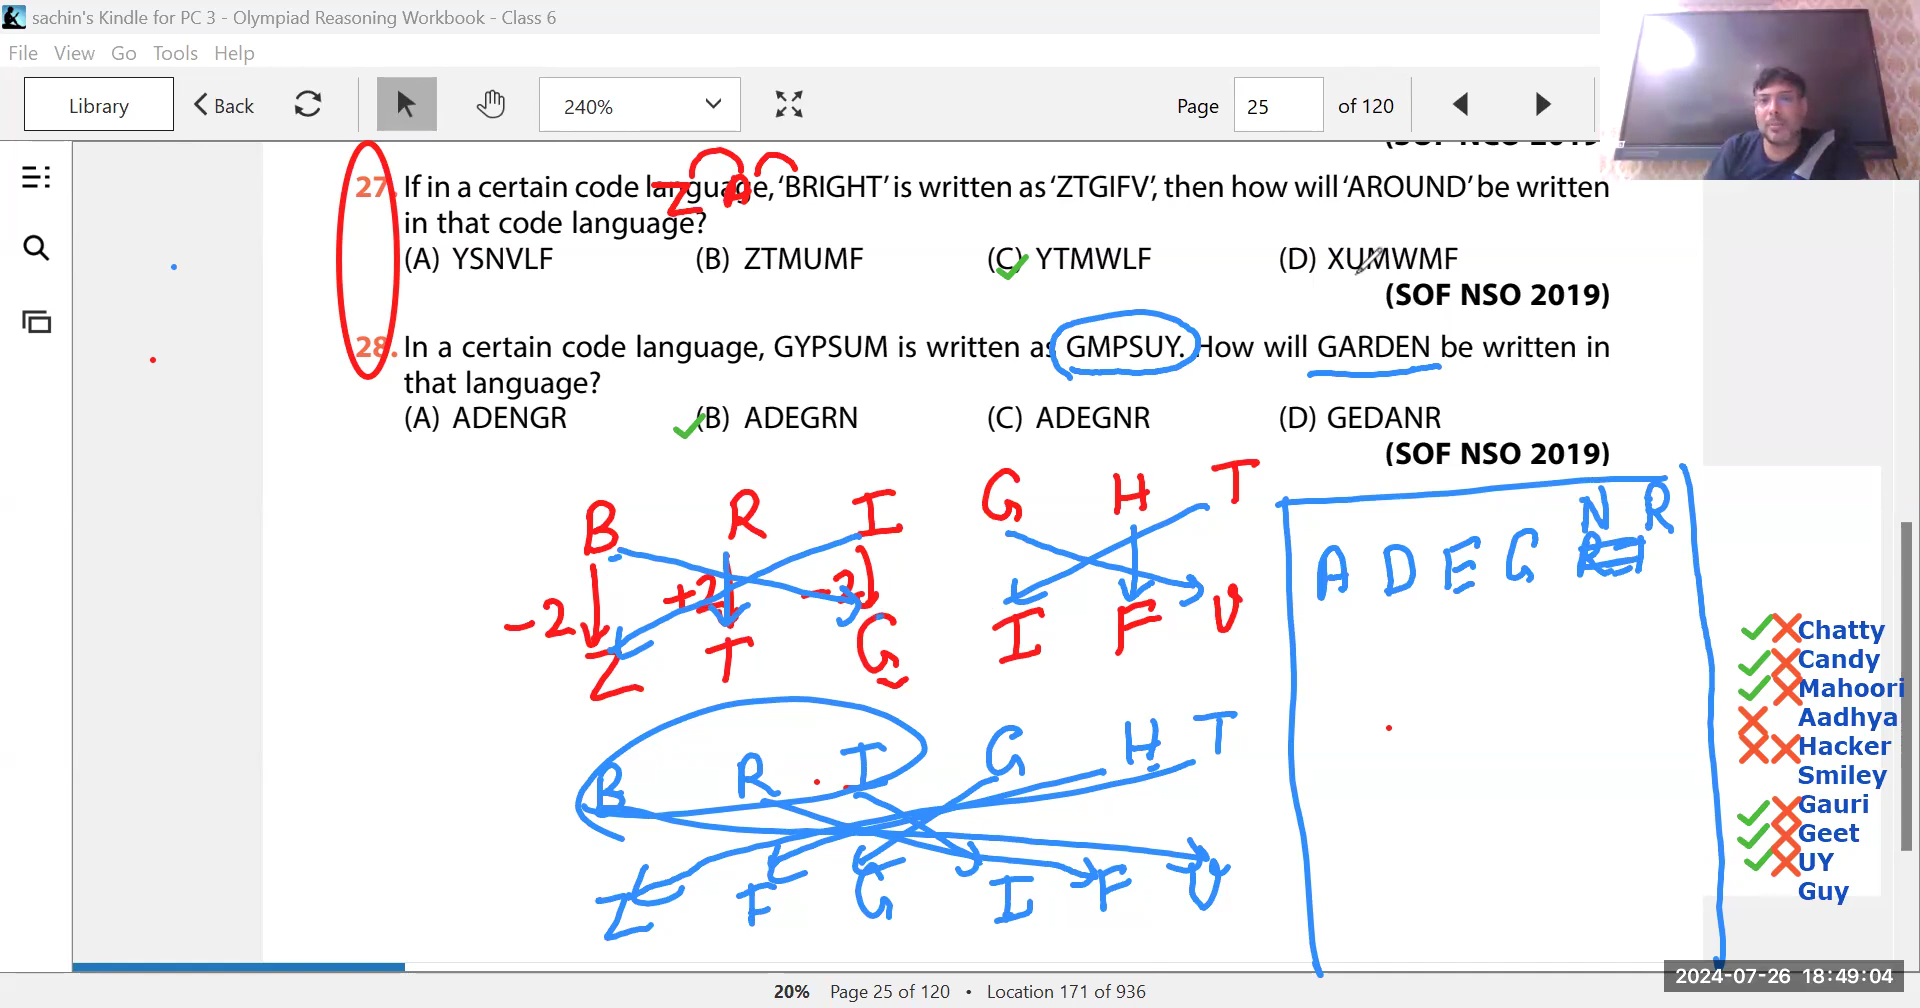 sachin's Kindle for PC 3 - Olympiad Reasoning Workbook - Class 6
File View Go Tools Help
Library Back 240% Page 25 of 120
27. If in a certain code language, ‘BRIGHT’ is written as ‘ZTGIFV’, then how will ‘AROUND’ be written
Z A
in that code language?
(A) YSNVLF (B) ZTMUMF (C) YTMWLF (D) XUMWMF
(SOF NSO 2019)
28. In a certain code language, GYPSUM is written as GMPSUY. How will GARDEN be written in
that language?
(A) ADENGR (B) ADEGRN (C) ADEGNR (D) GEDANR
(SOF NSO 2019)
B R I G H T
N R
A D E G
-2 +2 -2
Z T G I F V
B R I G H T
Z F G I F V
Chatty
Candy
Mahoori
Aadhya
Hacker
Smiley
Gauri
Geet
UY
Guy
2024-07-26 18:49:04
20% Page 25 of 120 • Location 171 of 936